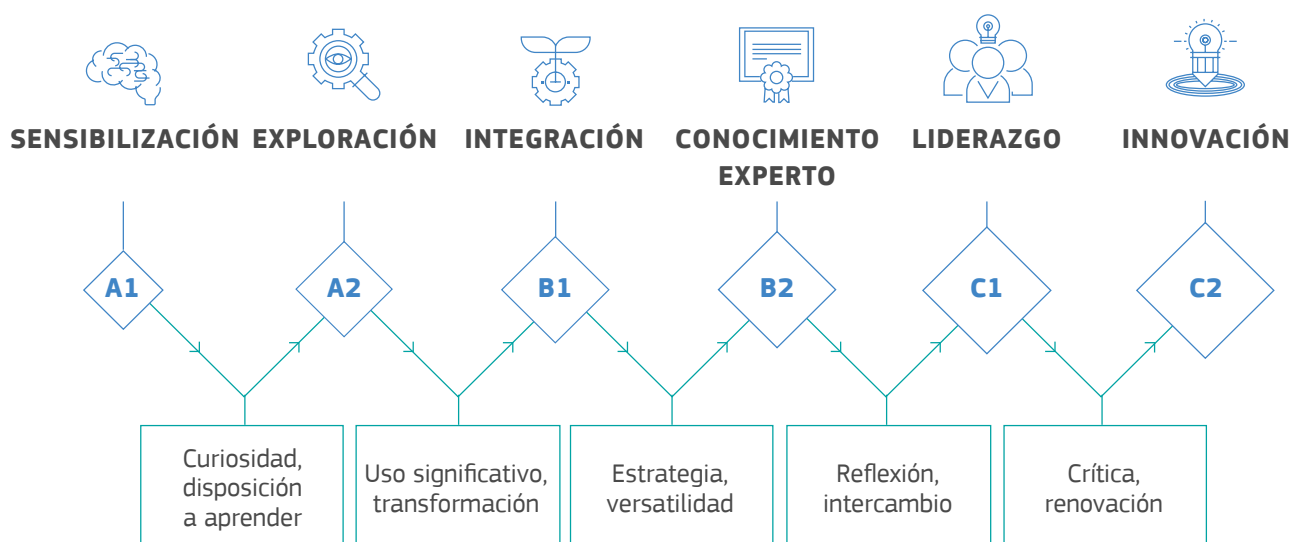 SENSIBILIZACIÓN
EXPLORACIÓN
INTEGRACIÓN
CONOCIMIENTO
EXPERTO
LIDERAZGO
INNOVACIÓN
A1
A2
B1
B2
C1
C2
Curiosidad,
disposición
a aprender
Uso significativo,
transformación
Estrategia,
versatilidad
Reflexión,
intercambio
Crítica,
renovación